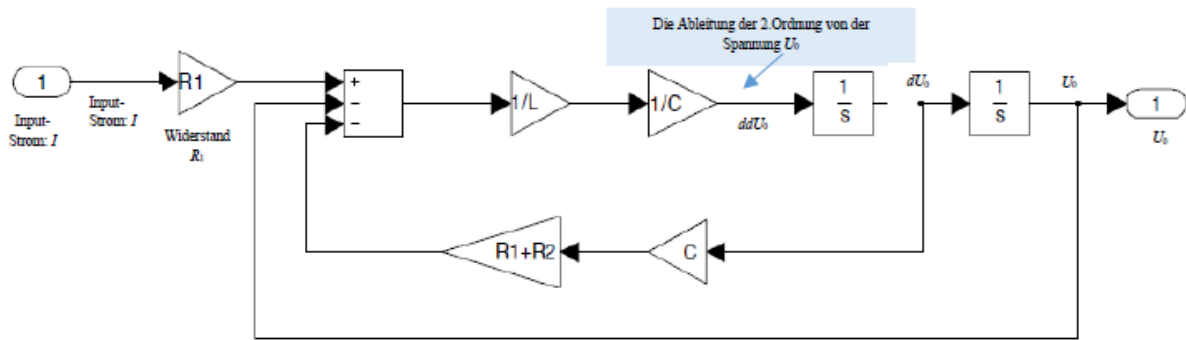 Die Ableitung der 2.Ordnung von der
Spannung U₀
1
R1
+
−
−
1/L
1/C
1
s
dU₀
1
s
U₀
1
Input-
Strom: I
Input-
Strom: I
Widerstand
R₁
ddU₀
U₀
R1+R2
C